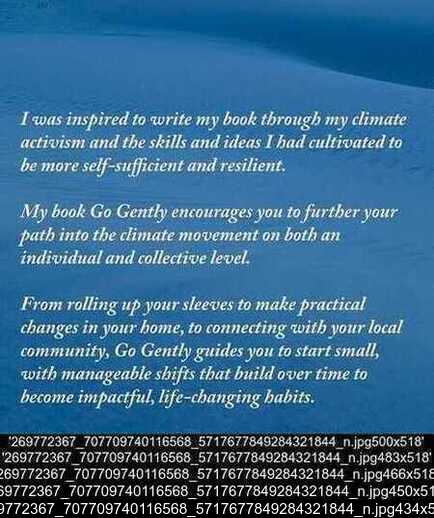 I was inspired to write my book through my climate
activism and the skills and ideas I had cultivated to
be more self-sufficient and resilient.
My book Go Gently encourages you to further your
path into the climate movement on both an
individual and collective level.
From rolling up your sleeves to make practical
changes in your home, to connecting with your local
community, Go Gently guides you to start small,
with manageable shifts that build over time to
become impactful, life-changing habits.
'269772367_707709740116568_5717677849284321844_n.jpg500x518'
'269772367_707709740116568_5717677849284321844_n.jpg483x518'
269772367_707709740116568_5717677849284321844_n.jpg466x518
69772367_707709740116568_5717677849284321844_n.jpg450x51
9772367_707709740116568_5717677849284321844_n.jpg434x5